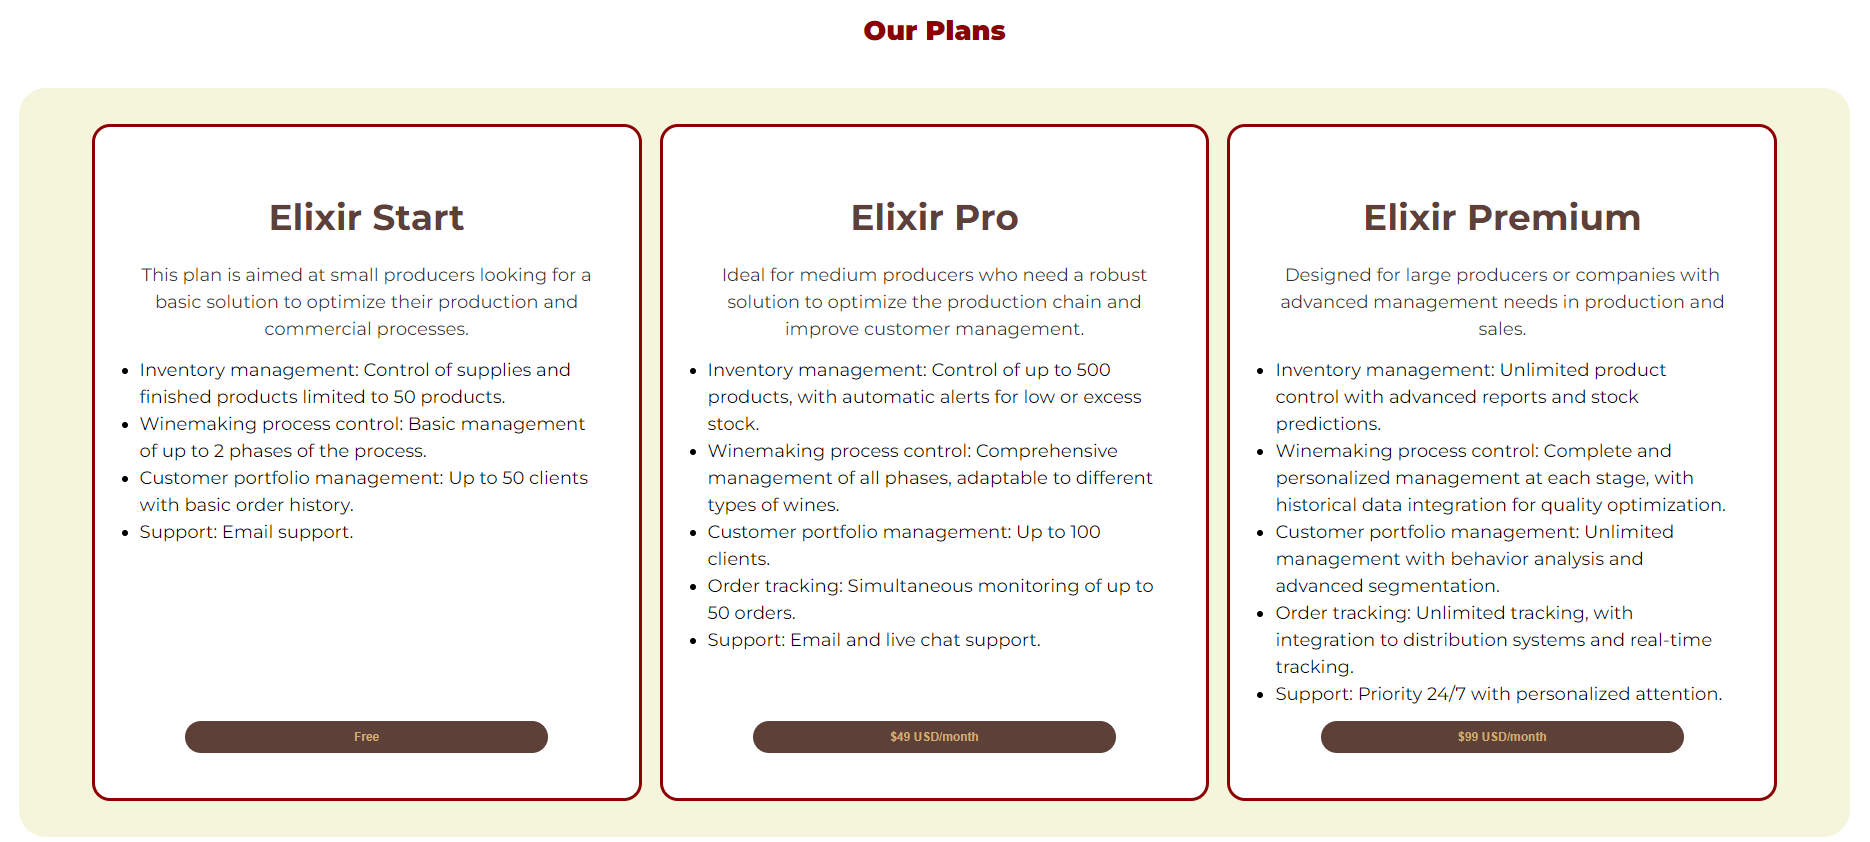 Our Plans
Elixir Start
This plan is aimed at small producers looking for a
basic solution to optimize their production and
commercial processes.
• Inventory management: Control of supplies and
finished products limited to 50 products.
• Winemaking process control: Basic management
of up to 2 phases of the process.
• Customer portfolio management: Up to 50 clients
with basic order history.
• Support: Email support.
Free
Elixir Pro
Ideal for medium producers who need a robust
solution to optimize the production chain and
improve customer management.
• Inventory management: Control of up to 500
products, with automatic alerts for low or excess
stock.
• Winemaking process control: Comprehensive
management of all phases, adaptable to different
types of wines.
• Customer portfolio management: Up to 100
clients.
• Order tracking: Simultaneous monitoring of up to
50 orders.
• Support: Email and live chat support.
$49 USD/month
Elixir Premium
Designed for large producers or companies with
advanced management needs in production and
sales.
• Inventory management: Unlimited product
control with advanced reports and stock
predictions.
• Winemaking process control: Complete and
personalized management at each stage, with
historical data integration for quality optimization.
• Customer portfolio management: Unlimited
management with behavior analysis and
advanced segmentation.
• Order tracking: Unlimited tracking, with
integration to distribution systems and real-time
tracking.
• Support: Priority 24/7 with personalized attention.
$99 USD/month